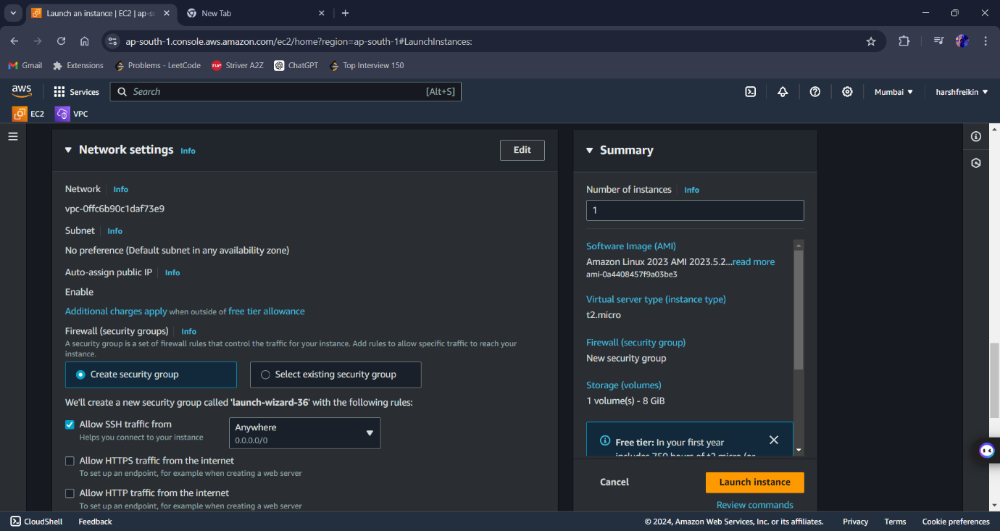 Launch an instance | EC2 | ap-so
New Tab
ap-south-1.console.aws.amazon.com/ec2/home?region=ap-south-1#LaunchInstances:
Gmail
Extensions
Problems - LeetCode
Striver A2Z
ChatGPT
Top Interview 150
aws
Services
Search
[Alt+S]
Mumbai
harshfreikin
EC2
VPC
Network settings Info
Edit
Network Info
vpc-0ffc6b90c1daf73e9
Subnet Info
No preference (Default subnet in any availability zone)
Auto-assign public IP Info
Enable
Additional charges apply when outside of free tier allowance
Firewall (security groups) Info
A security group is a set of firewall rules that control the traffic for your instance. Add rules to allow specific traffic to reach your
instance.
Create security group
Select existing security group
We'll create a new security group called 'launch-wizard-36' with the following rules:
Allow SSH traffic from
Helps you connect to your instance
Anywhere
0.0.0.0/0
Allow HTTPS traffic from the internet
To set up an endpoint, for example when creating a web server
Allow HTTP traffic from the internet
To set up an endpoint, for example when creating a web server
Summary
Number of instances Info
1
Software Image (AMI)
Amazon Linux 2023 AMI 2023.5.2...read more
ami-0a4408457f9a03be3
Virtual server type (instance type)
t2.micro
Firewall (security group)
New security group
Storage (volumes)
1 volume(s) - 8 GiB
Free tier: In your first year
includes 750 hours of t2.micro (or
Cancel
Launch instance
Review commands
CloudShell
Feedback
© 2024, Amazon Web Services, Inc. or its affiliates.
Privacy
Terms
Cookie preferences